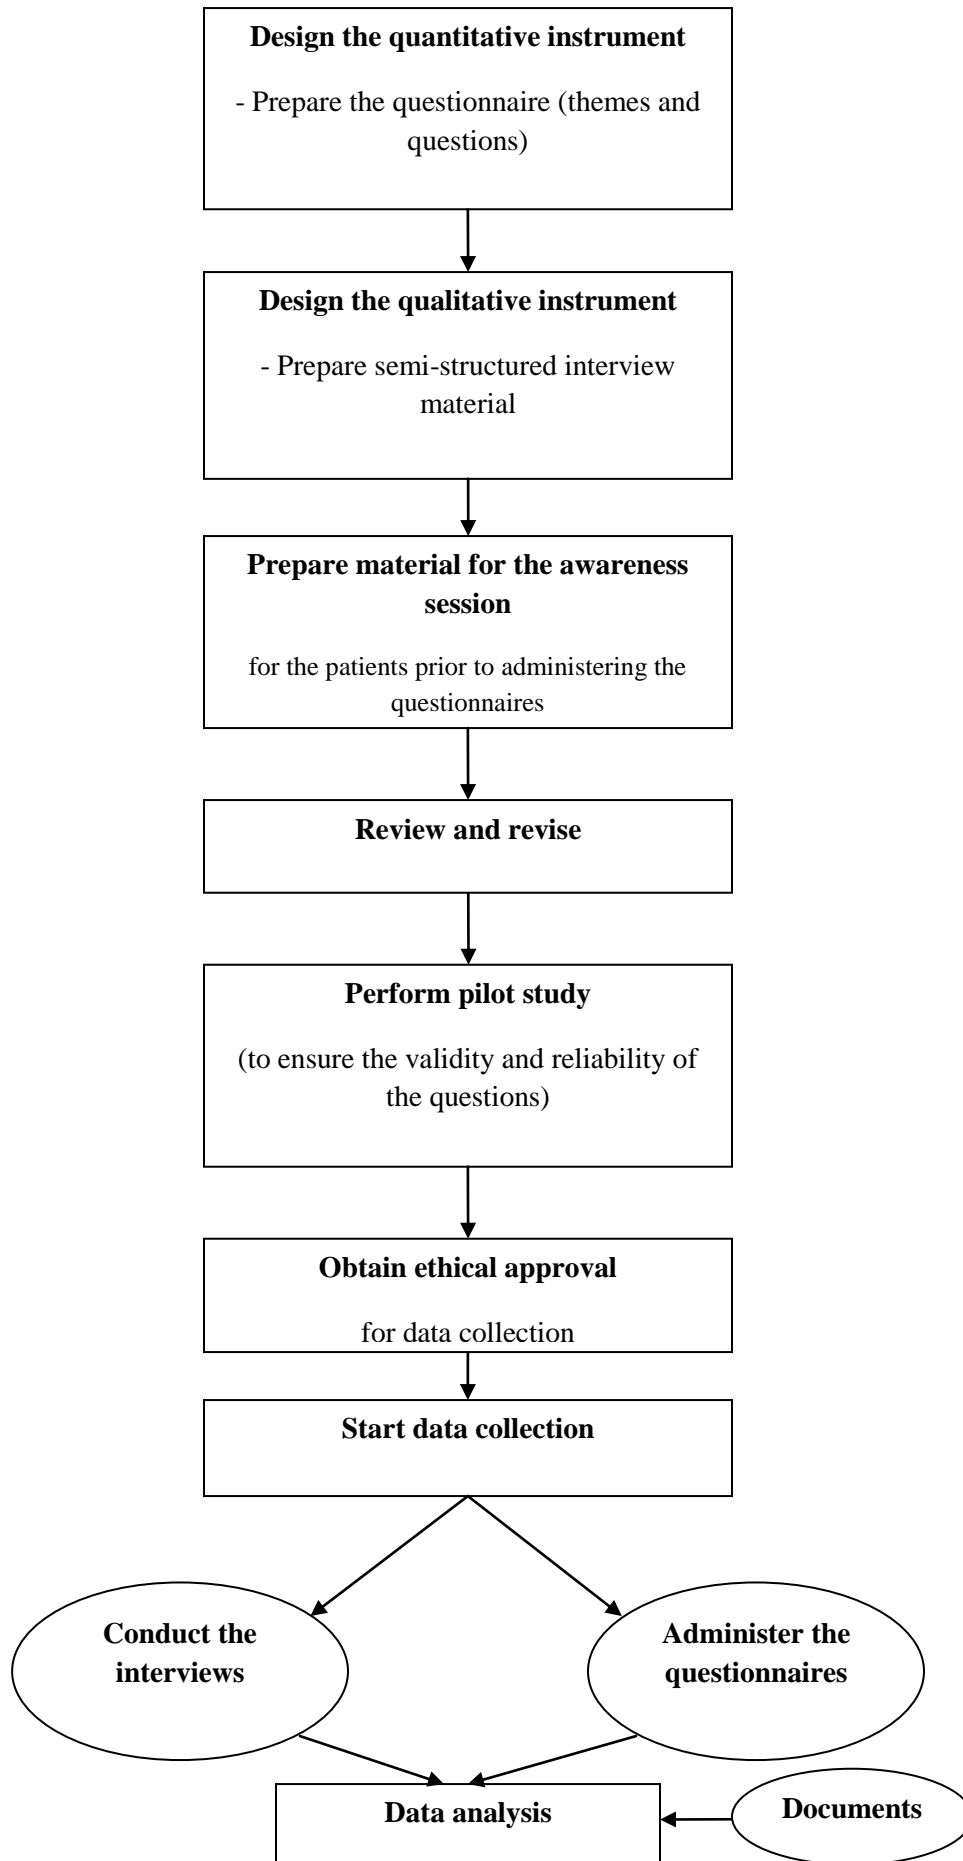 Design the quantitative instrument
- Prepare the questionnaire (themes and
questions)
Design the qualitative instrument
- Prepare semi-structured interview
material
Prepare material for the awareness
session
for the patients prior to administering the
questionnaires
Review and revise
Perform pilot study
(to ensure the validity and reliability of
the questions)
Obtain ethical approval
for data collection
Start data collection
Conduct the
interviews
Administer the
questionnaires
Data analysis
Documents